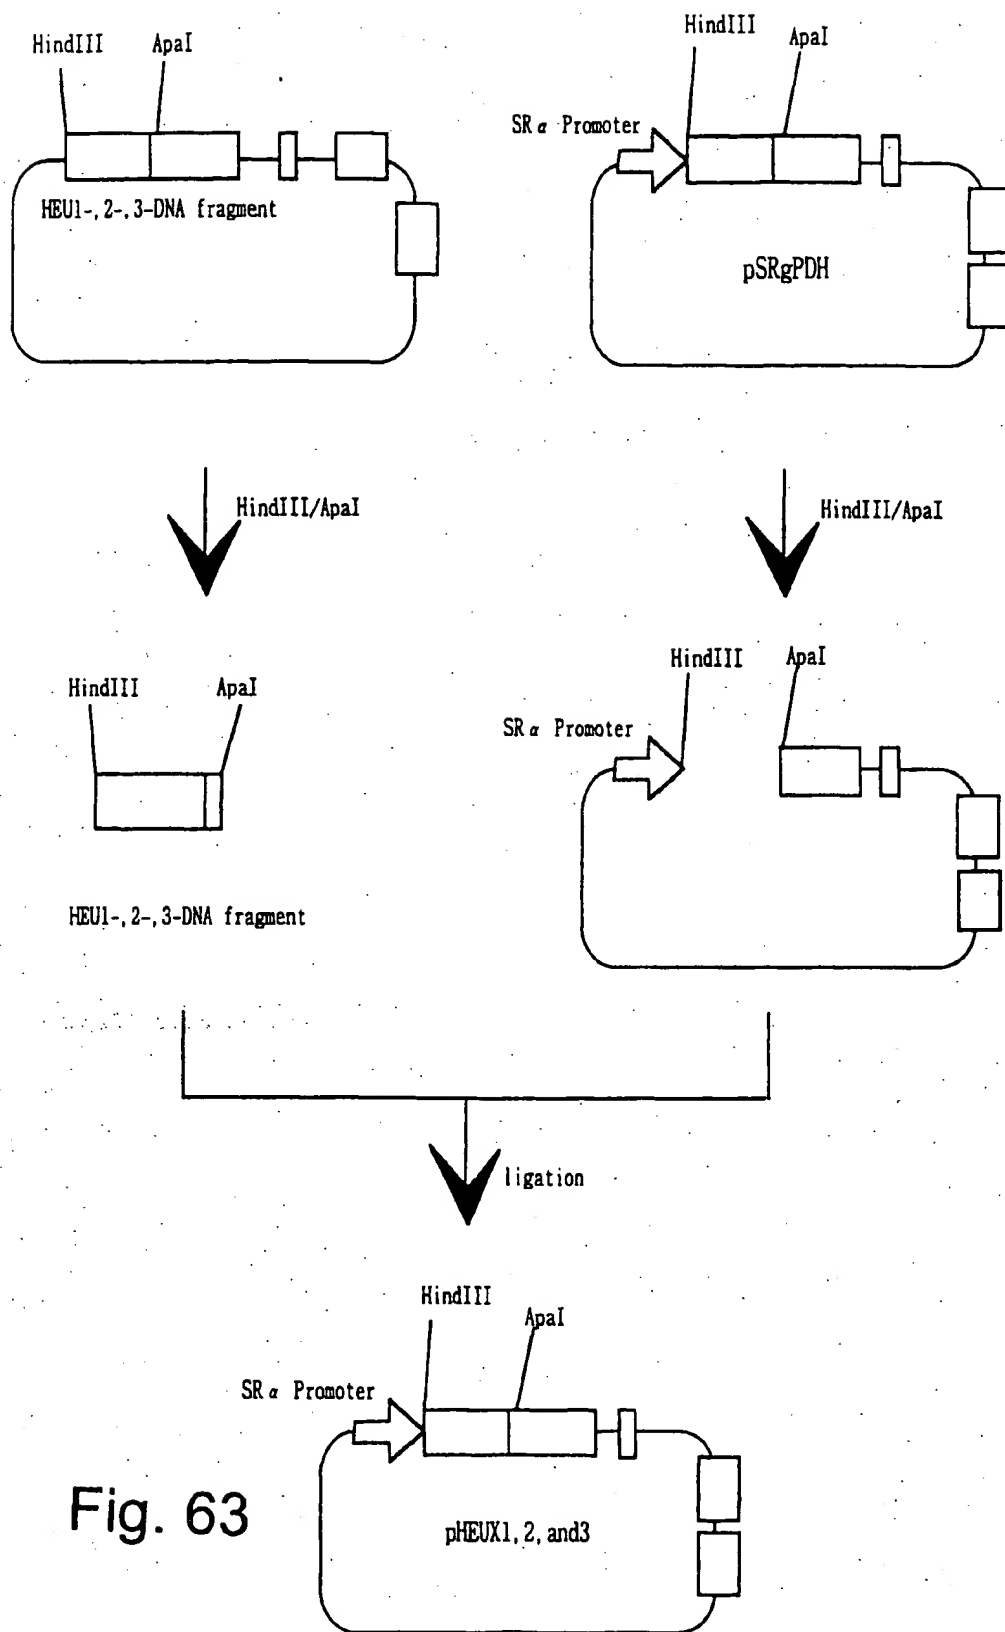 HindIII
ApaI
HEU1-,2-,3-DNA fragment
HindIII
ApaI
SRα Promoter
pSRgPDH
HindIII/ApaI
HindIII/ApaI
HindIII
ApaI
HEU1-,2-,3-DNA fragment
HindIII
ApaI
SRα Promoter
ligation
HindIII
ApaI
SRα Promoter
pHEUX1,2,and3
Fig. 63